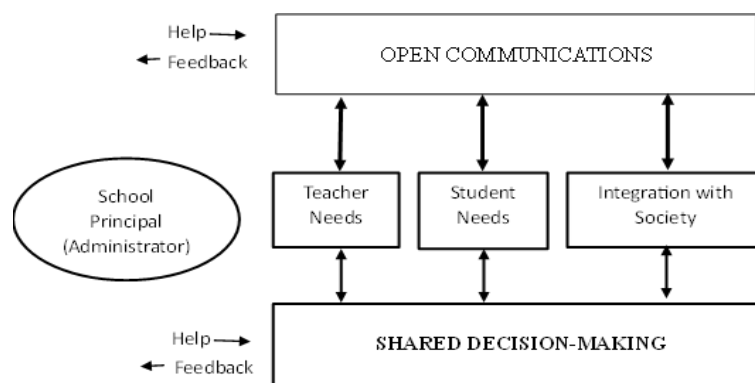 Help
Feedback
OPEN COMMUNICATIONS
School
Principal
(Administrator)
Teacher
Needs
Student
Needs
Integration with
Society
Help
Feedback
SHARED DECISION-MAKING